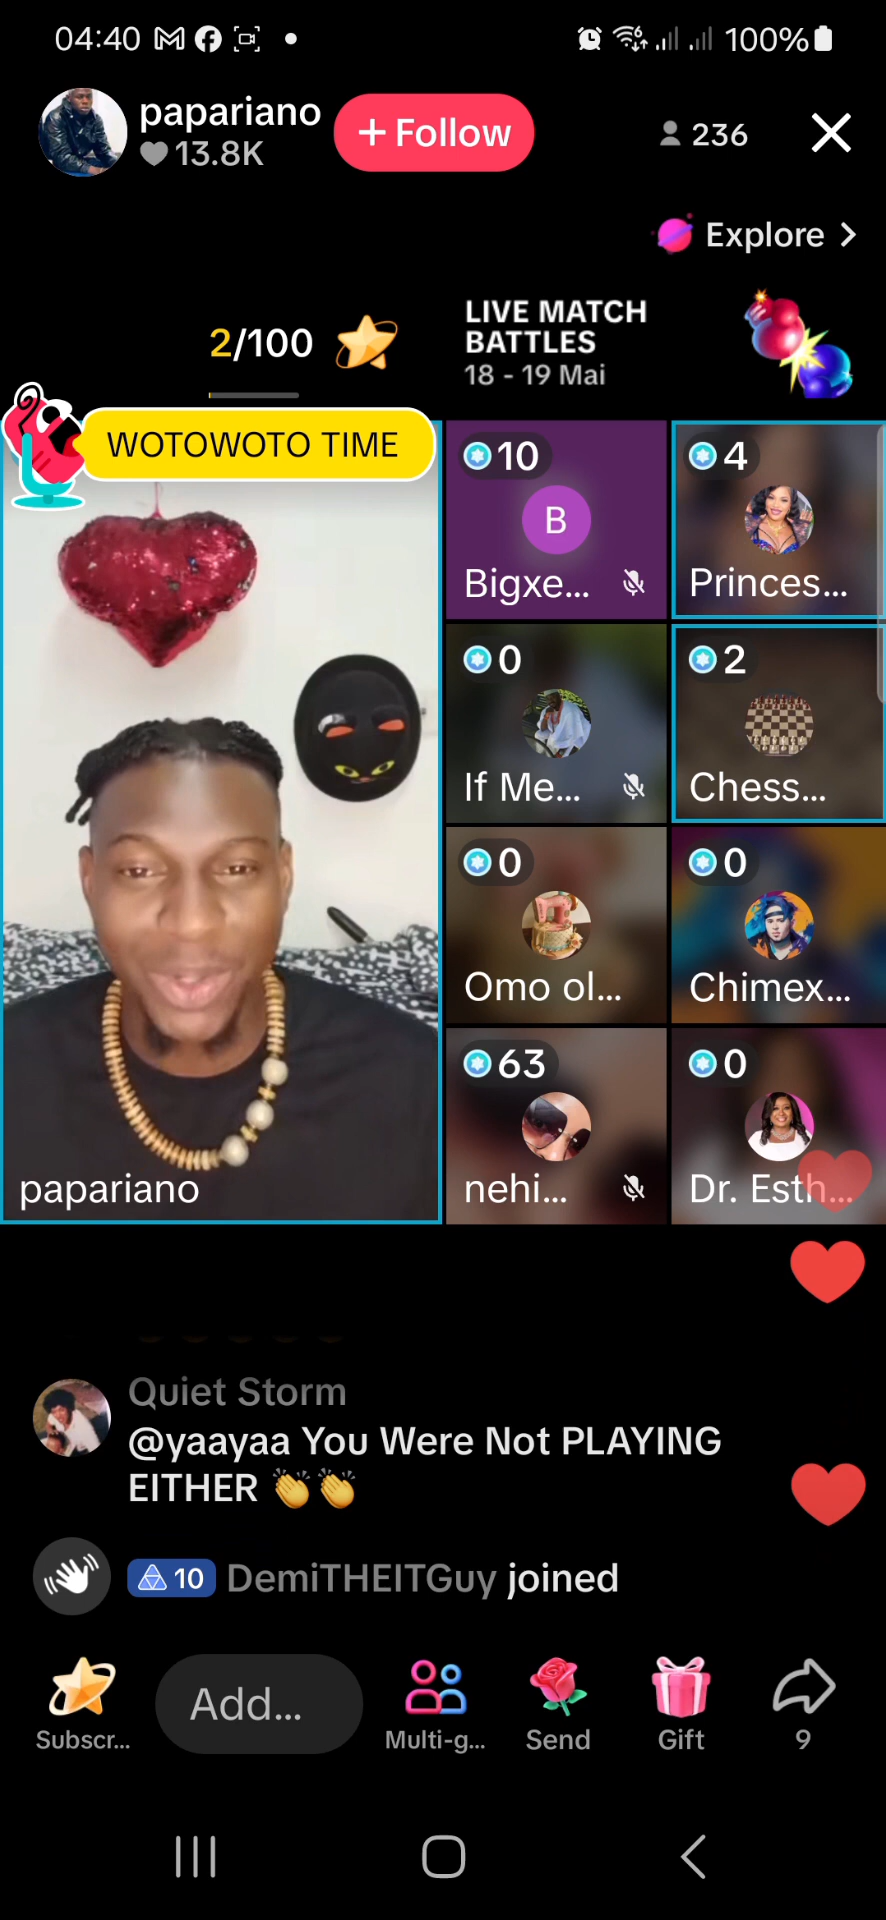 04:40
100%
papariano
13.8K
+ Follow
236
Explore
2/100
LIVE MATCH
BATTLES
18 - 19 Mai
WOTOWOTO TIME
10
B
Bigxe...
4
Princes...
0
If Me...
2
Chess...
0
Omo ol...
0
Chimex...
63
nehi...
0
Dr. Esth...
papariano
Quiet Storm
@yaayaa You Were Not PLAYING
EITHER 👏👏
10 DemiTHEITGuy joined
Add...
Subscr...
Multi-g...
Send
Gift
9